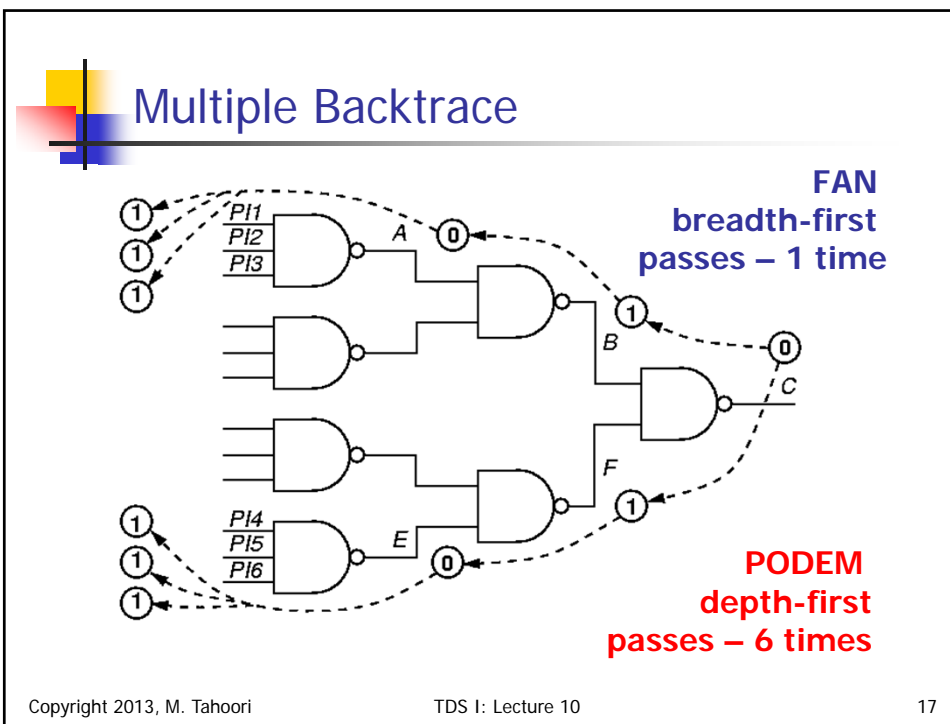 Multiple Backtrace
FAN
breadth-first
passes – 1 time
1
1
1
PI1
PI2
PI3
A
0
1
B
0
C
F
1
1
1
1
PI4
PI5
PI6
E
0
PODEM
depth-first
passes – 6 times
Copyright 2013, M. Tahoori
TDS I: Lecture 10
17